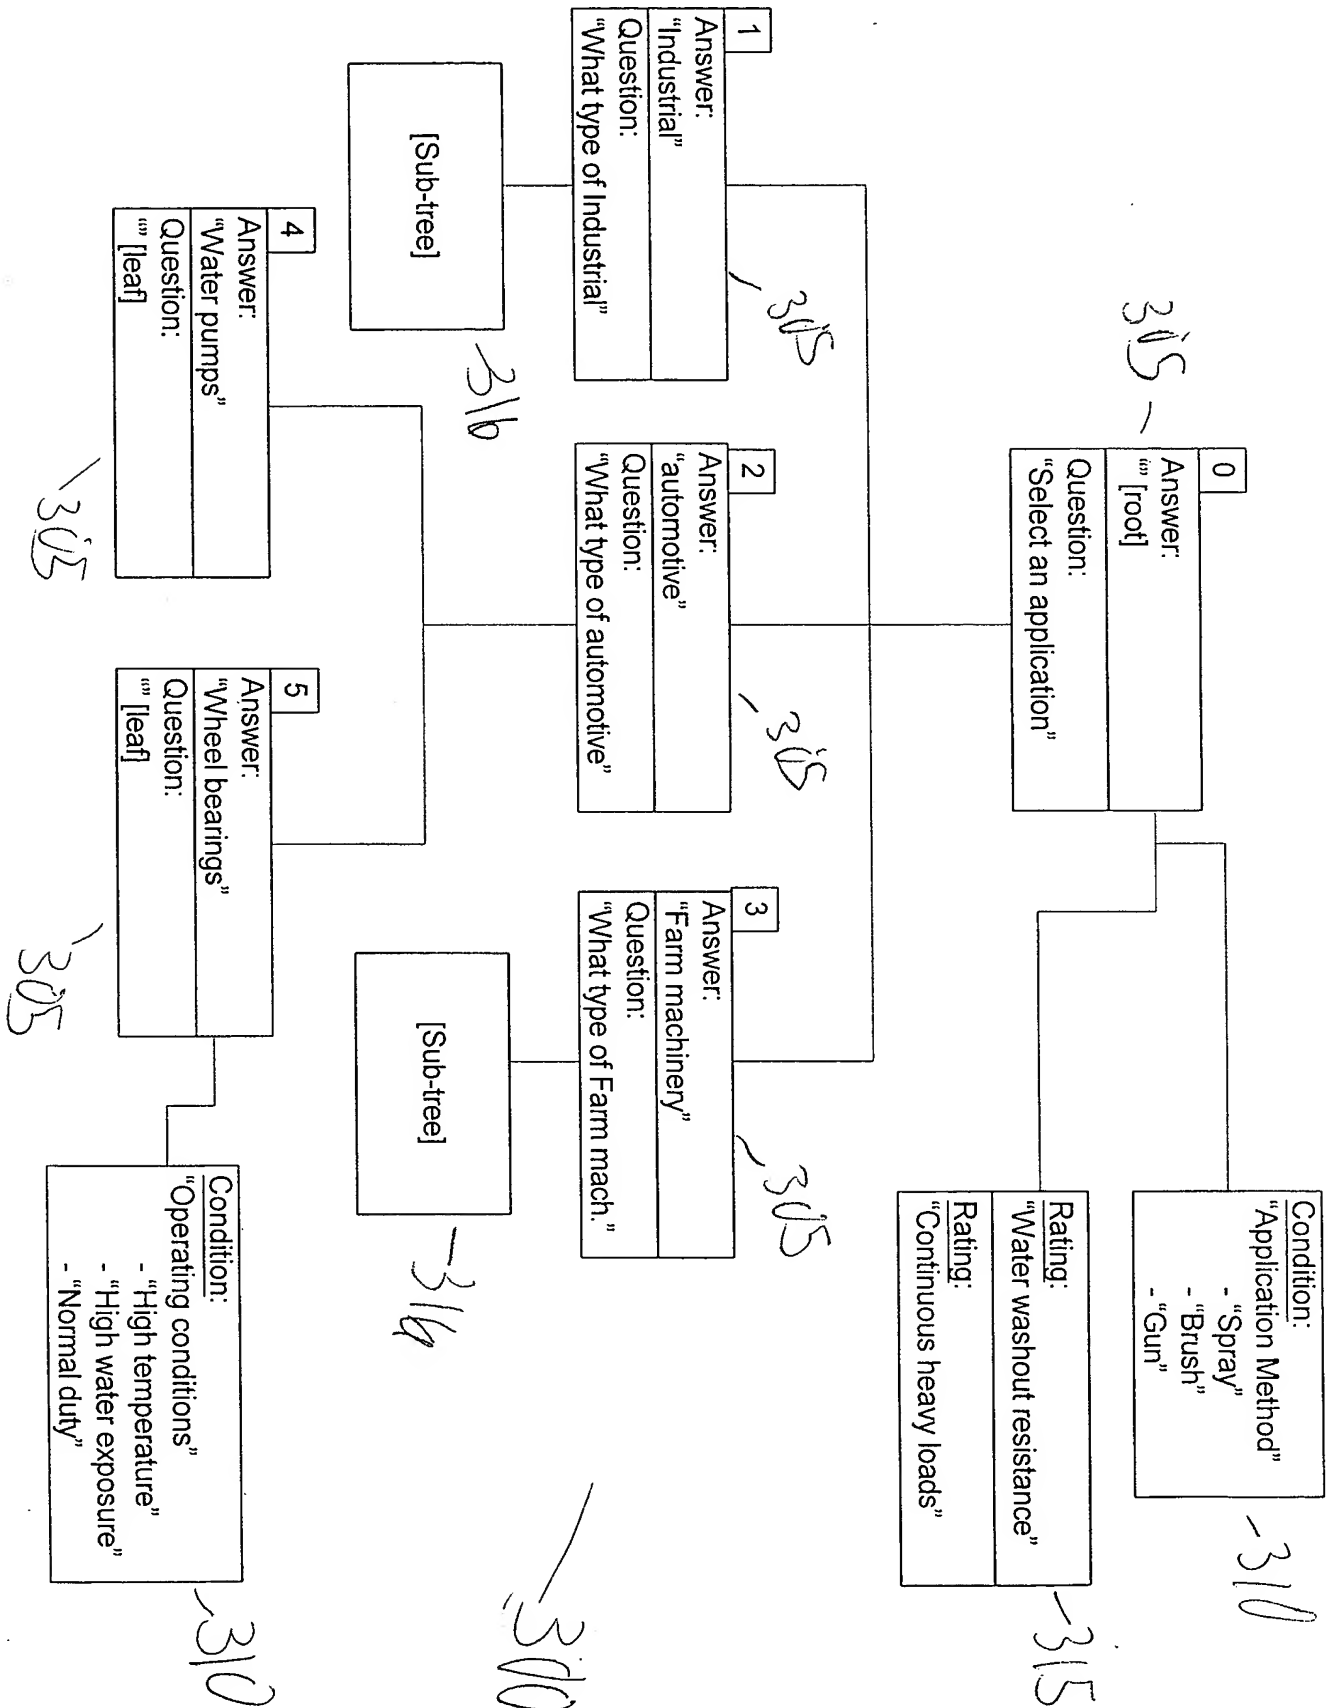 0
Answer:
“” [root]
Question:
“Select an application”
305
Condition:
“Application Method”
- “Spray”
- “Brush”
- “Gun”
310
Rating:
“Water washout resistance”
Rating:
“Continuous heavy loads”
315
1
Answer:
“Industrial”
Question:
“What type of Industrial”
305
2
Answer:
“automotive”
Question:
“What type of automotive”
305
3
Answer:
“Farm machinery”
Question:
“What type of Farm mach.”
305
[Sub-tree]
316
[Sub-tree]
316
4
Answer:
“Water pumps”
Question:
“” [leaf]
305
5
Answer:
“Wheel bearings”
Question:
“” [leaf]
305
Condition:
“Operating conditions”
- “High temperature”
- “High water exposure”
- “Normal duty”
310
300